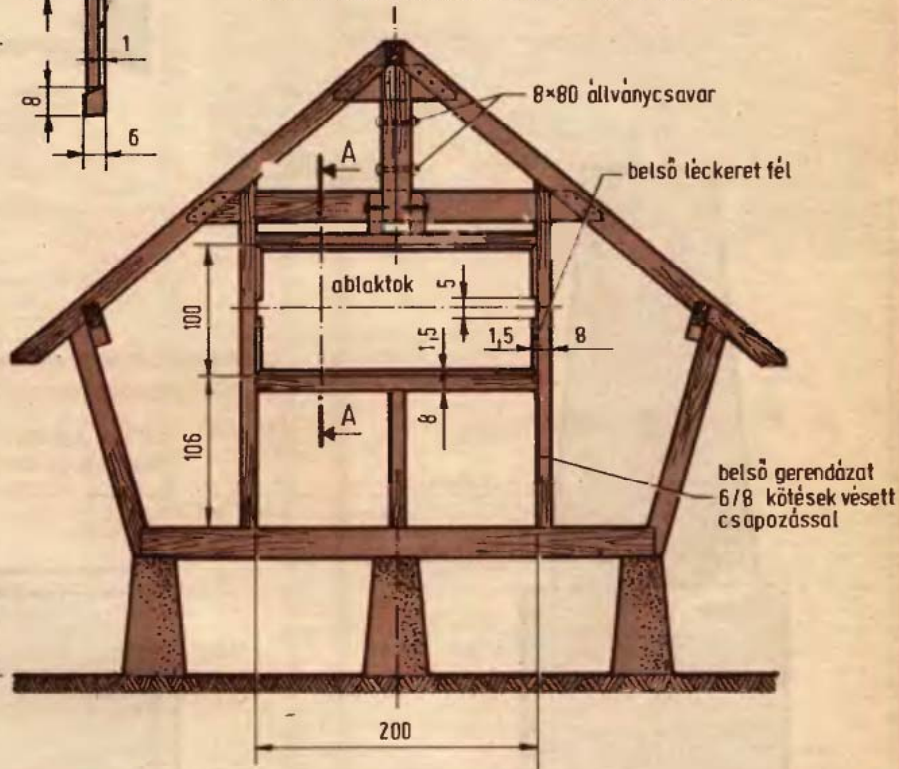 1
8
6
8×80 állványcsavar
A
belső léckeret fél
ablaktok
5
100
1,5
1,5
8
A
8
106
belső gerendázat
6/8 kötések vésett
csapozással
200